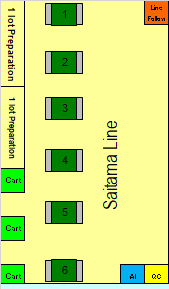 1 lot Preparation
1
Line
Follow
2
1 lot Preparation
3
Saitama Line
4
Cart
5
Cart
6
Cart
AI
QC